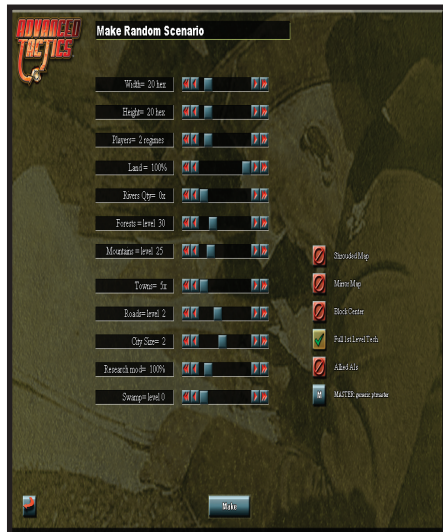 ADVANCED
TACTICS
Make Random Scenario
Width= 20 hex
Height= 20 hex
Players= 2 regimes
Land = 100%
Rivers Qty= 0x
Forests = level 30
Mountains = level 25
Towns= 5x
Roads= level 2
City Size= 2
Research mod= 100%
Swamp= level 0
Shrouded Map
Mirror Map
Block Center
Full 1st Level Tech
Allied AIs
M
MASTER: generic.ptmaster
Make